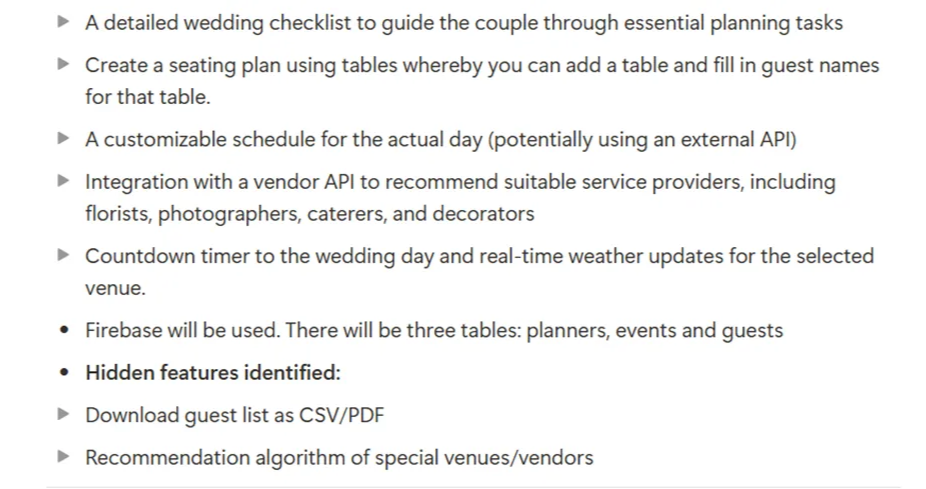 A detailed wedding checklist to guide the couple through essential planning tasks
Create a seating plan using tables whereby you can add a table and fill in guest names
for that table.
A customizable schedule for the actual day (potentially using an external API)
Integration with a vendor API to recommend suitable service providers, including
florists, photographers, caterers, and decorators
Countdown timer to the wedding day and real-time weather updates for the selected
venue.
Firebase will be used. There will be three tables: planners, events and guests
Hidden features identified:
Download guest list as CSV/PDF
Recommendation algorithm of special venues/vendors